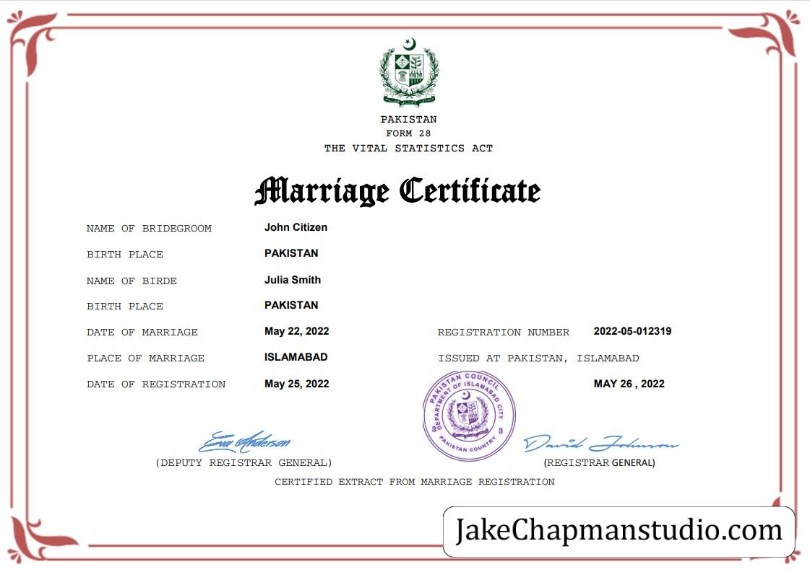 PAKISTAN
FORM 28
THE VITAL STATISTICS ACT
Marriage Certificate
NAME OF BRIDEGROOM John Citizen
BIRTH PLACE PAKISTAN
NAME OF BIRDE Julia Smith
BIRTH PLACE PAKISTAN
DATE OF MARRIAGE May 22, 2022 REGISTRATION NUMBER 2022-05-012319
PLACE OF MARRIAGE ISLAMABAD ISSUED AT PAKISTAN, ISLAMABAD
DATE OF REGISTRATION May 25, 2022 MAY 26 , 2022
PAKISTAN COUNCIL
DEPARTMENT OF ISLAMABAD CITY
PAKISTAN COUNTRY
Eva Anderson David Johnson
(DEPUTY REGISTRAR GENERAL) (REGISTRAR GENERAL)
CERTIFIED EXTRACT FROM MARRIAGE REGISTRATION
JakeChapmanstudio.com